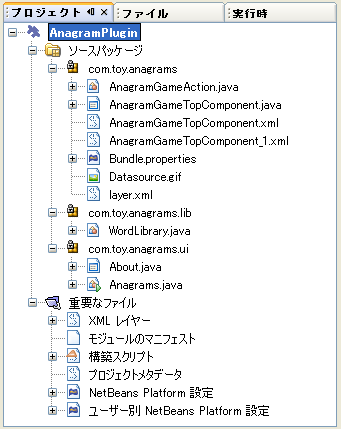 プロジェクト ファイル 実行時
AnagramPlugin
ソースパッケージ
com.toy.anagrams
AnagramGameAction.java
AnagramGameTopComponent.java
AnagramGameTopComponent.xml
AnagramGameTopComponent_1.xml
Bundle.properties
Datasource.gif
layer.xml
com.toy.anagrams.lib
WordLibrary.java
com.toy.anagrams.ui
About.java
Anagrams.java
重要なファイル
XML レイヤー
モジュールのマニフェスト
構築スクリプト
プロジェクトメタデータ
NetBeans Platform 設定
ユーザー別 NetBeans Platform 設定